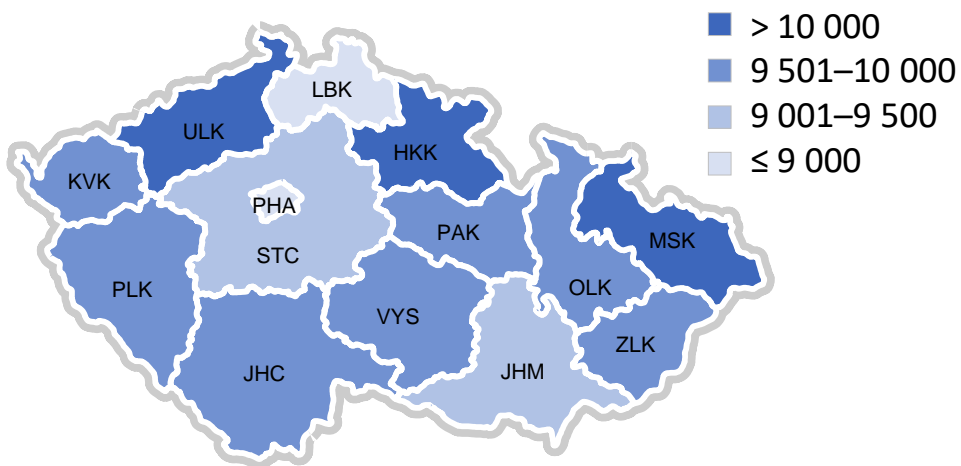 > 10 000
9 501–10 000
9 001–9 500
≤ 9 000
LBK
ULK
HKK
KVK
PHA
PAK
MSK
STC
PLK
OLK
VYS
ZLK
JHC
JHM